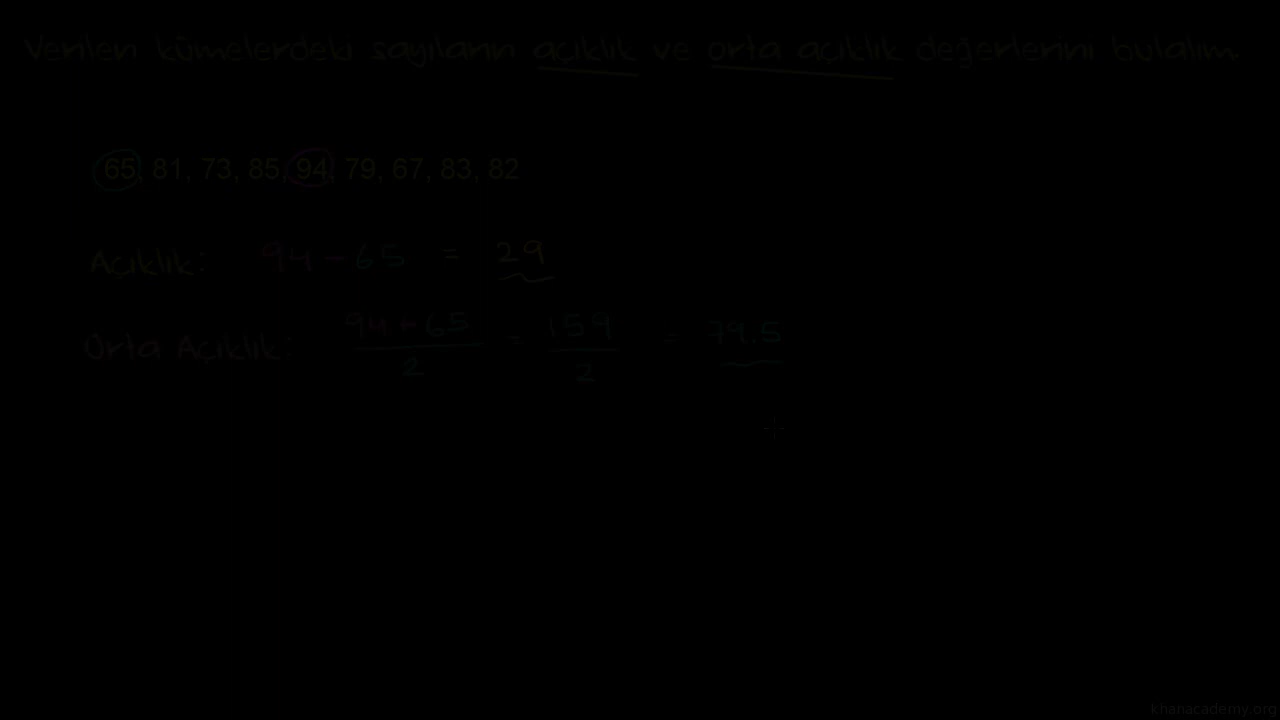 Verilen kümelerdeki sayıların açıklık ve orta açıklık değerlerini bulalım.
65, 81, 73, 85, 94, 79, 67, 83, 82
Açıklık: 94 - 65 = 29
Orta Açıklık: 94 + 65 / 2 = 159 / 2 = 79.5
khanacademy.org